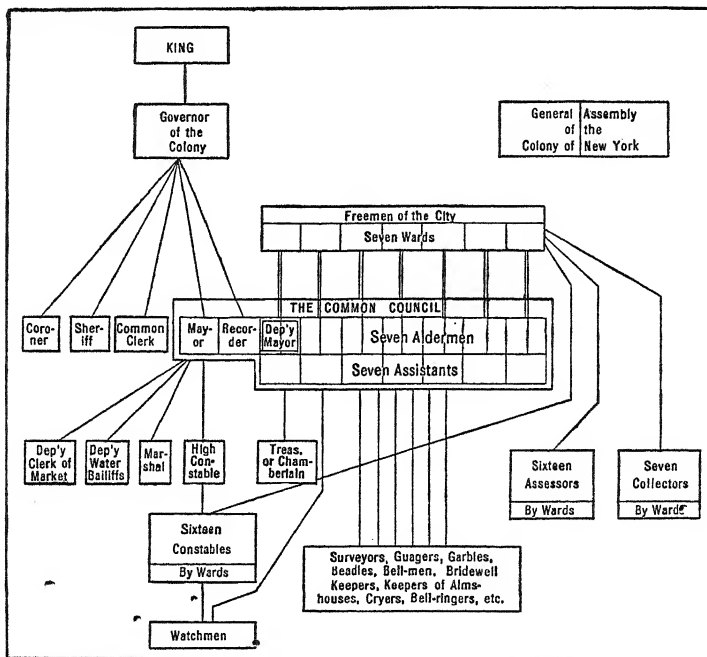 KING
Governor
of the
Colony
General Assembly
of the
Colony of New York
Freemen of the City
Seven Wards
THE COMMON COUNCIL
Coro-
ner
Sher-
iff
Common
Clerk
May-
or
Recor-
der
Dep'y
Mayor
Seven Aldermen
Seven Assistants
Dep'y
Clerk of
Market
Dep'y
Water
Bailiffs
Mar-
shal
High
Con-
stable
Treas.
or Cham-
bertain
Sixteen
Assessors
By Wards
Seven
Collectors
By Wards
Sixteen
Constables
By Wards
Surveyors, Guagers, Garbles,
Beadles, Bell-men, Bridewell
Keepers, Keepers of Alms-
houses, Cryers, Bell-ringers, etc.
Watchmen